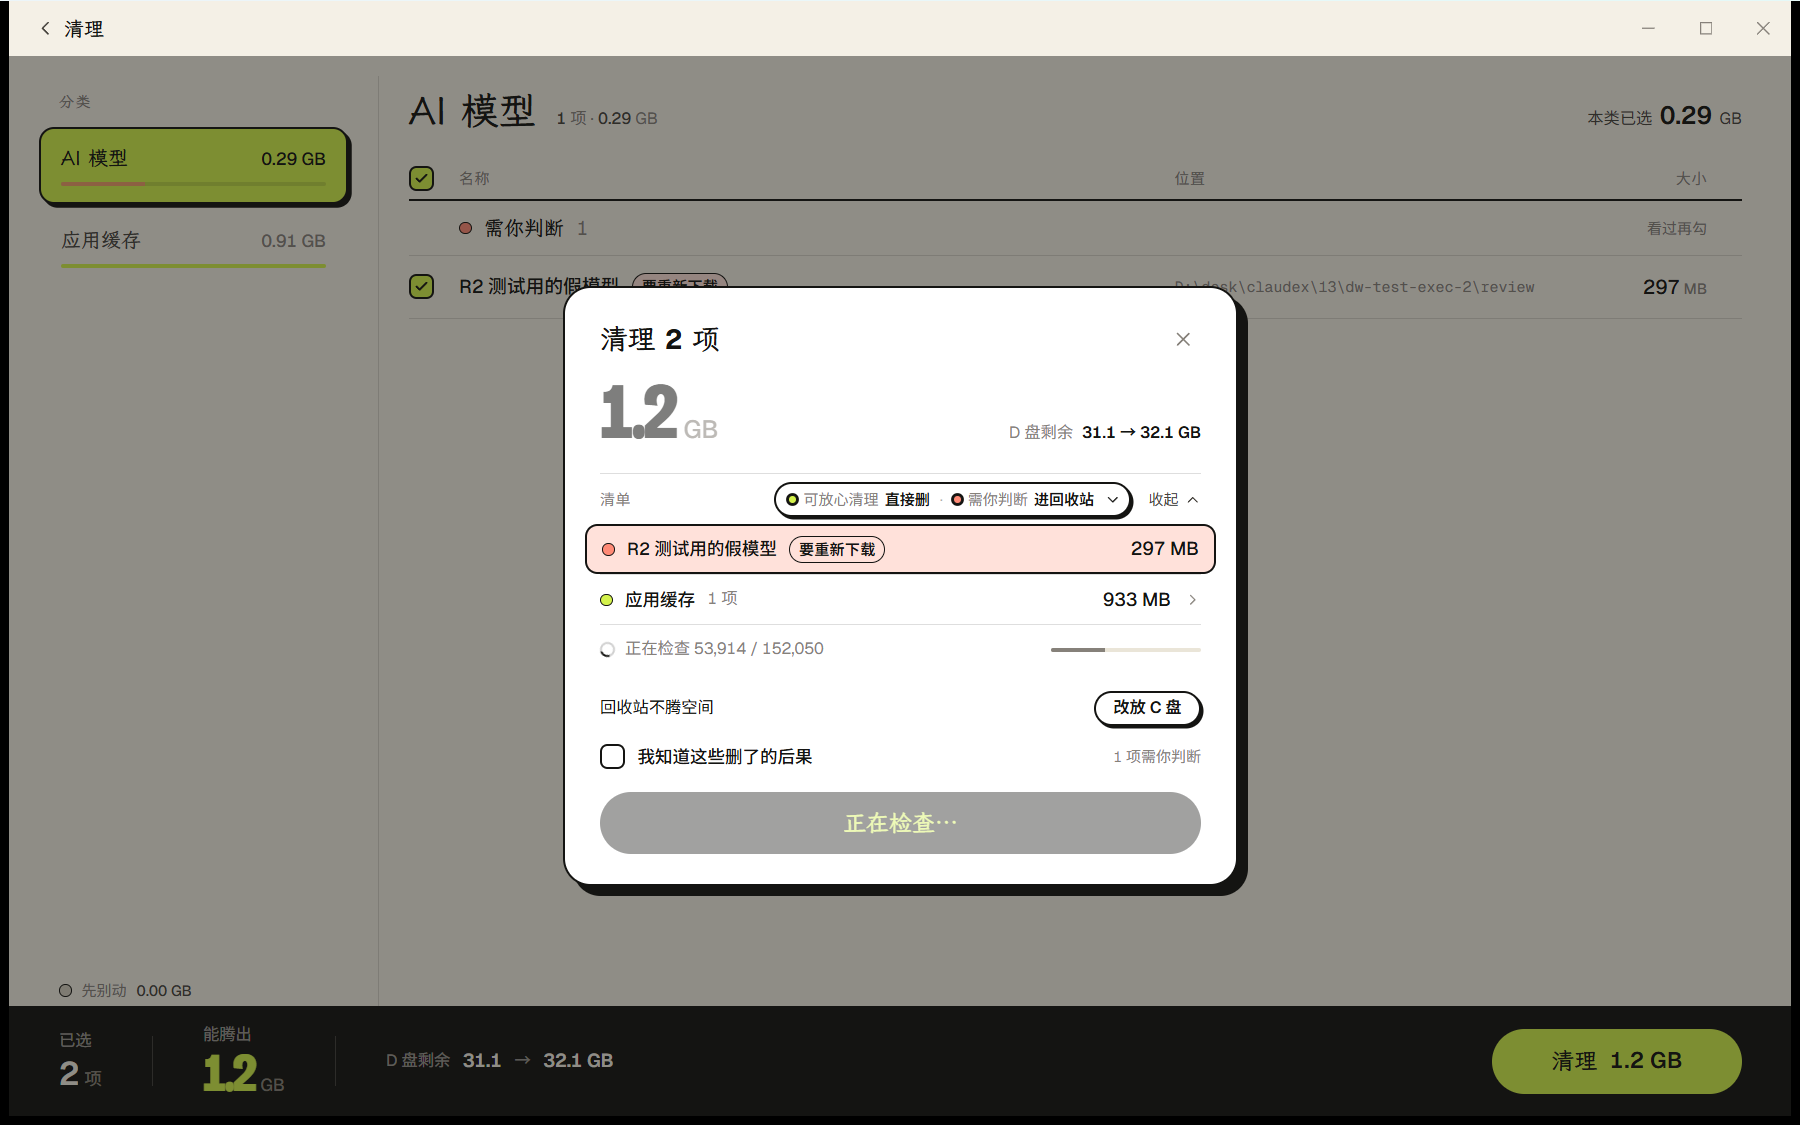 清理
分类
AI 模型 0.29 GB
应用缓存 0.91 GB
先别动 0.00 GB
AI 模型 1 项 · 0.29 GB
本类已选 0.29 GB
名称 位置 大小
需你判断 1 看过再勾
R2 测试用的假模型 要重新下载 D:\desk\claudex\13\dw-test-exec-2\review 297 MB
清理 2 项
1.2 GB
D 盘剩余 31.1 → 32.1 GB
清单 可放心清理 直接删 · 需你判断 进回收站 收起
R2 测试用的假模型 要重新下载 297 MB
应用缓存 1 项 933 MB
正在检查 53,914 / 152,050
回收站不腾空间 改放 C 盘
我知道这些删了的后果 1 项需你判断
正在检查…
已选
2 项
能腾出
1.2 GB
D 盘剩余 31.1 → 32.1 GB
清理 1.2 GB